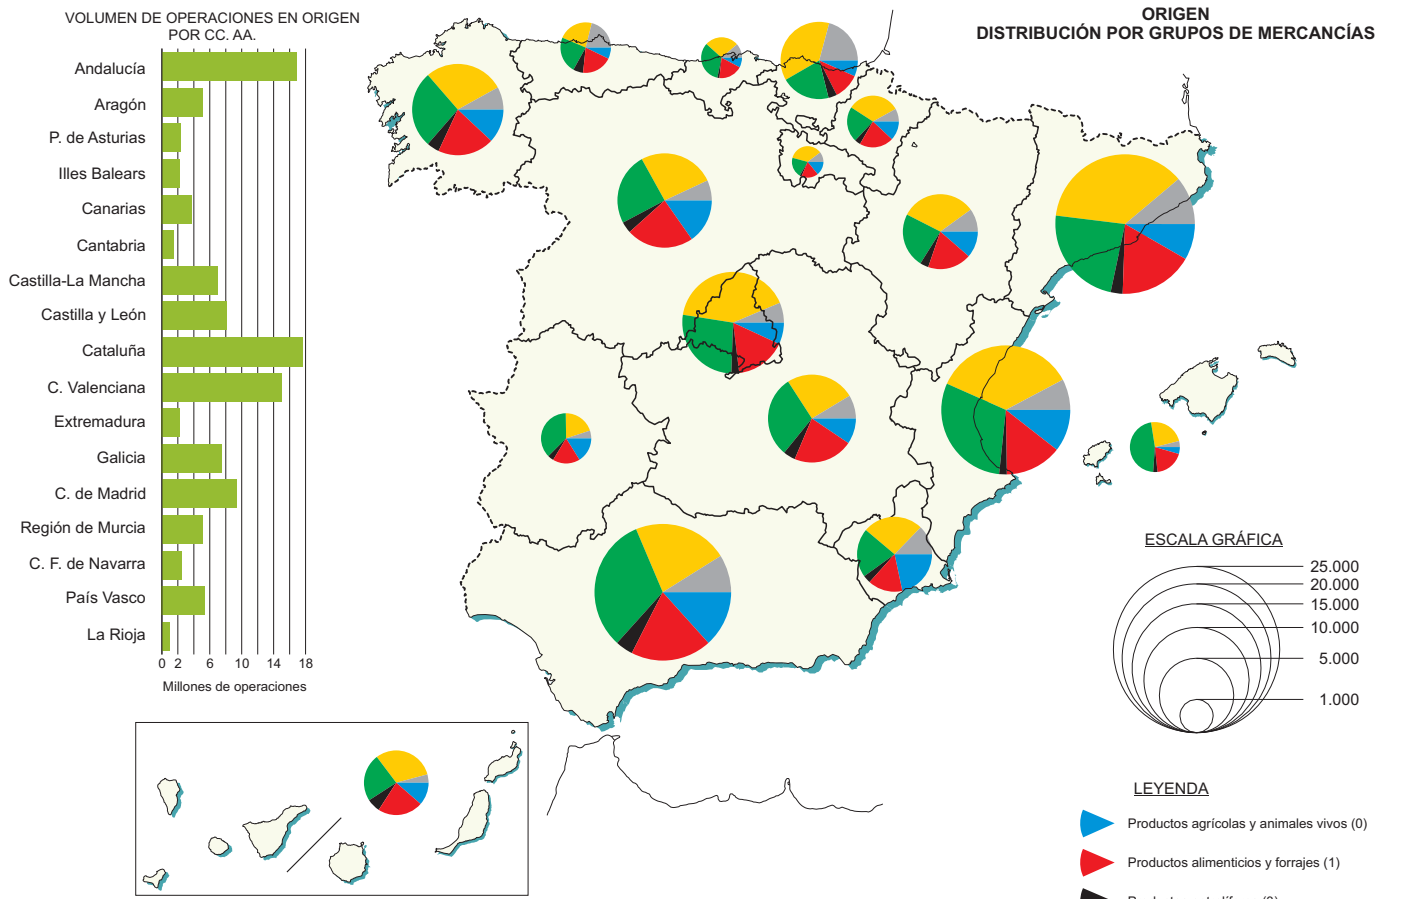 VOLUMEN DE OPERACIONES EN ORIGEN
POR CC. AA.
Andalucía
Aragón
P. de Asturias
Illes Balears
Canarias
Cantabria
Castilla-La Mancha
Castilla y León
Cataluña
C. Valenciana
Extremadura
Galicia
C. de Madrid
Región de Murcia
C. F. de Navarra
País Vasco
La Rioja
0 2 6 10 14 18
Millones de operaciones
ORIGEN
DISTRIBUCIÓN POR GRUPOS DE MERCANCÍAS
ESCALA GRÁFICA
25.000
20.000
15.000
10.000
5.000
1.000
LEYENDA
Productos agrícolas y animales vivos (0)
Productos alimenticios y forrajes (1)